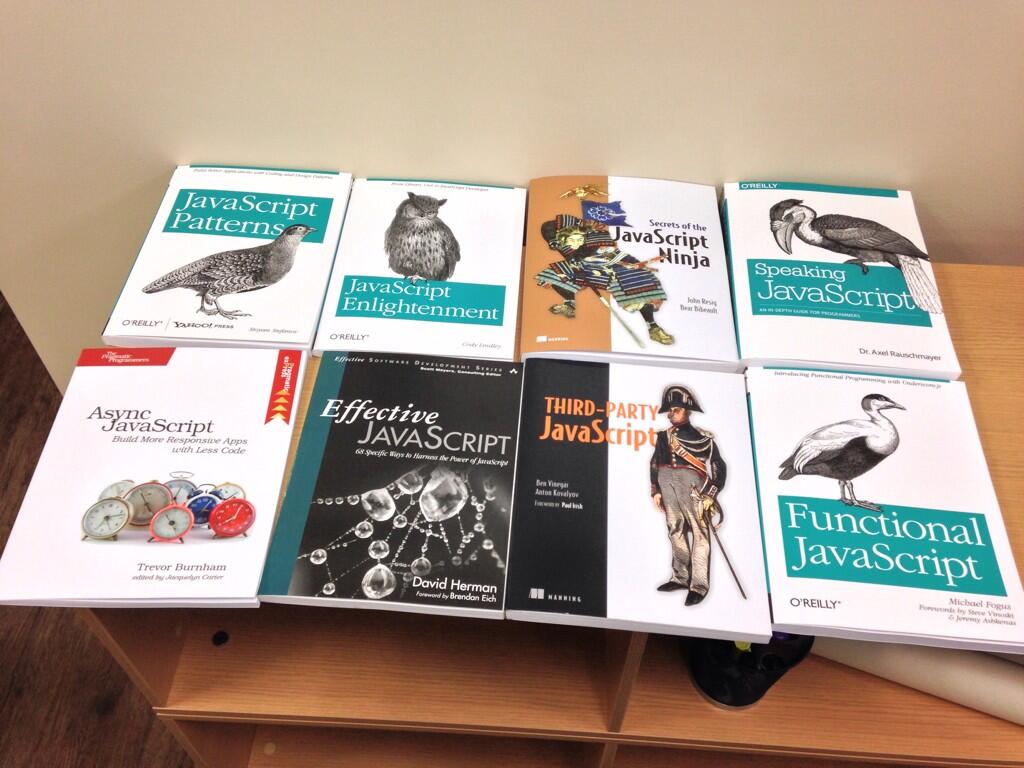 Build Better Applications with Coding and Design Patterns
JavaScript
Patterns
O'REILLY®
YAHOO! PRESS
Stoyan Stefanov
From Library User to JavaScript Developer
JavaScript
Enlightenment
O'REILLY®
Cody Lindley
Secrets of the
JavaScript
Ninja
John Resig
Bear Bibeault
MANNING
O'REILLY®
Speaking
JavaScript
AN IN-DEPTH GUIDE FOR PROGRAMMERS
Dr. Axel Rauschmayer
The
Pragmatic
Programmers
Pragmatic
exPress
Async
JavaScript
Build More Responsive Apps
with Less Code
Trevor Burnham
edited by Jacquelyn Carter
Effective SOFTWARE DEVELOPMENT SERIES
Scott Meyers, Consulting Editor
Effective
JAVASCRIPT
68 Specific Ways to Harness the Power of JavaScript
David Herman
Foreword by Brendan Eich
THIRD-PARTY
JavaScript
Ben Vinegar
Anton Kovalyov
FOREWORD BY Paul Irish
MANNING
Introducing Functional Programming with Underscore.js
Functional
JavaScript
O'REILLY®
Michael Fogus
Forewords by Steve Vinoski
& Jeremy Ashkenas